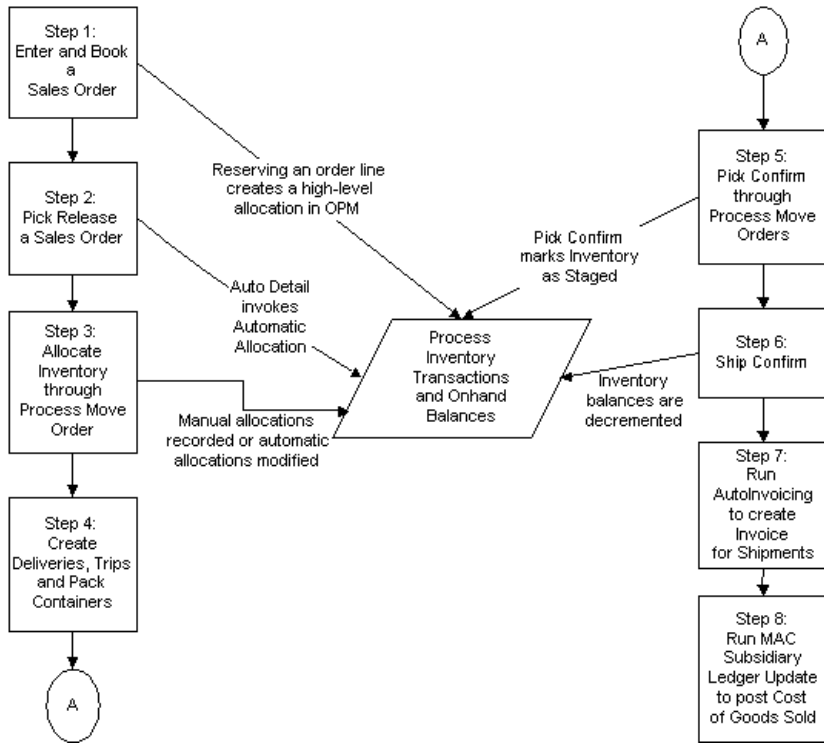 Step 1:
Enter and Book
a
Sales Order
Step 2:
Pick Release
a Sales Order
Step 3:
Allocate
Inventory
through
Process Move
Order
Step 4:
Create
Deliveries, Trips
and Pack
Containers
A
Reserving an order line
creates a high-level
allocation in OPM
Auto Detail
invokes
Automatic
Allocation
Manual allocations
recorded or automatic
allocations modified
Process
Inventory
Transactions
and Onhand
Balances
Pick Confirm
marks Inventory
as Staged
Inventory
balances are
decremented
A
Step 5:
Pick Confirm
through
Process Move
Orders
Step 6:
Ship Confirm
Step 7:
Run
AutoInvoicing
to create
Invoice
for Shipments
Step 8:
Run MAC
Subsidiary
Ledger Update
to post Cost
of Goods Sold